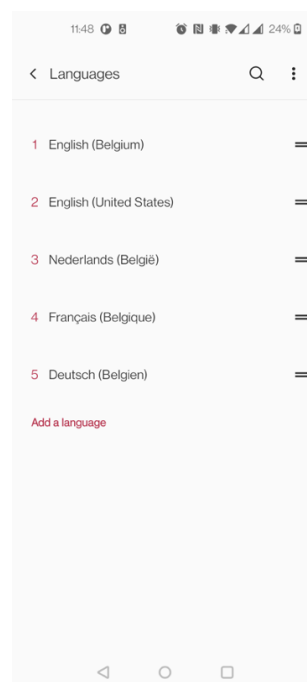 11:48 24%
Languages
1 English (Belgium)
2 English (United States)
3 Nederlands (België)
4 Français (Belgique)
5 Deutsch (Belgien)
Add a language